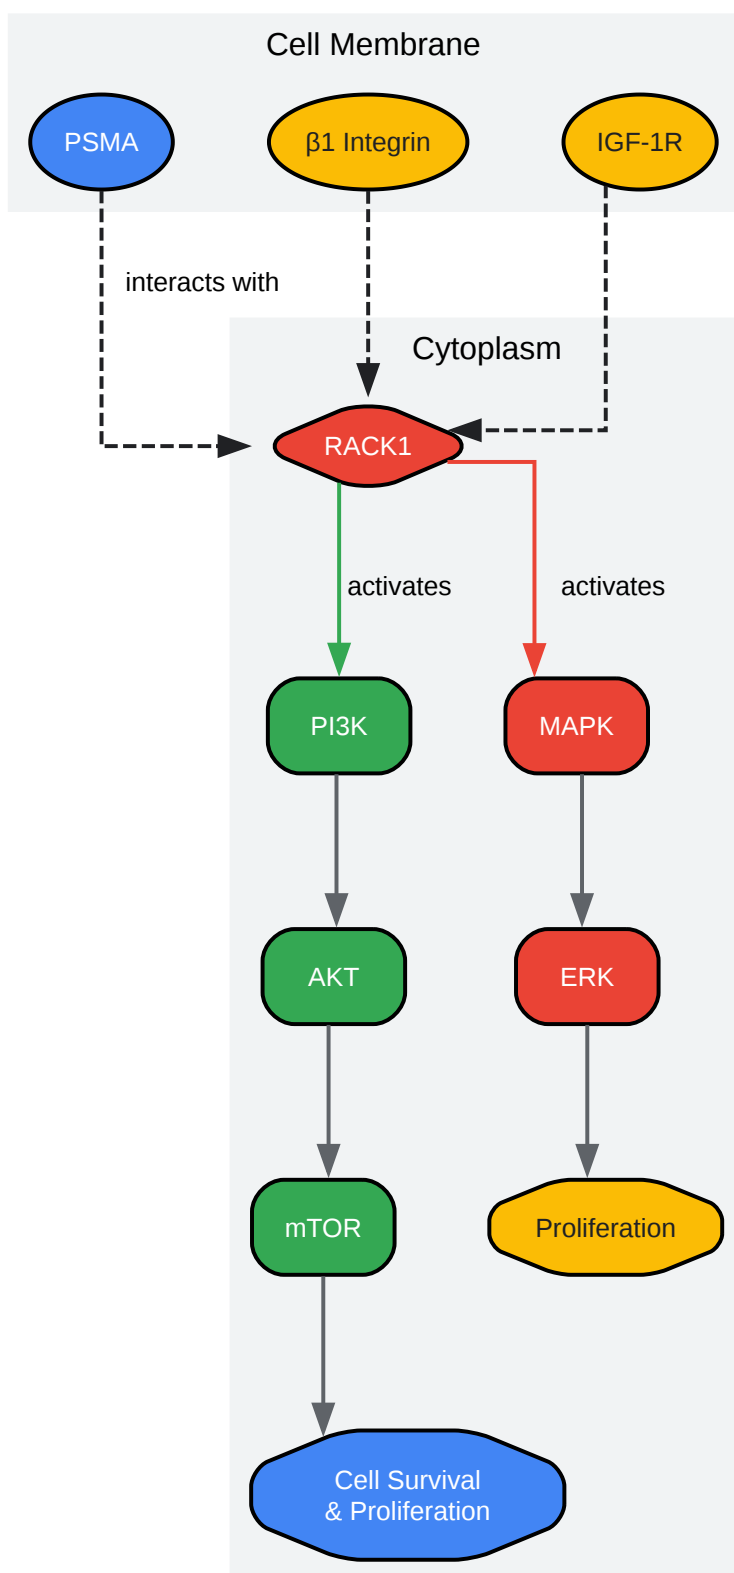 Cell Membrane
PSMA
β1 Integrin
IGF-1R
interacts with
Cytoplasm
RACK1
activates
activates
PI3K
MAPK
AKT
ERK
mTOR
Proliferation
Cell Survival
& Proliferation